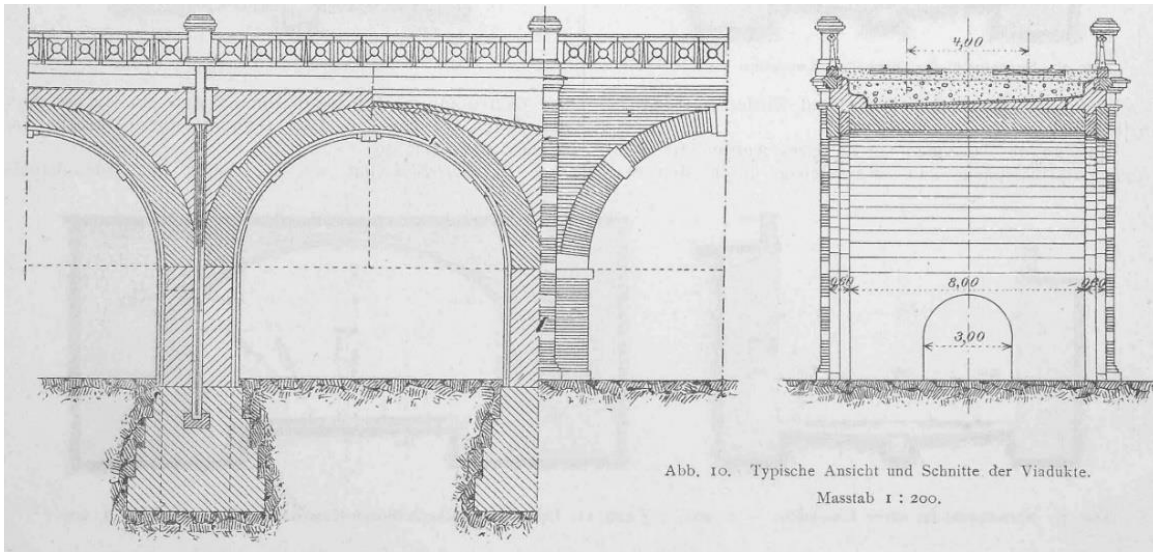 4,00
0,60 8,00 0,60
3,00
Abb. 10. Typische Ansicht und Schnitte der Viadukte.
Masstab 1 : 200.